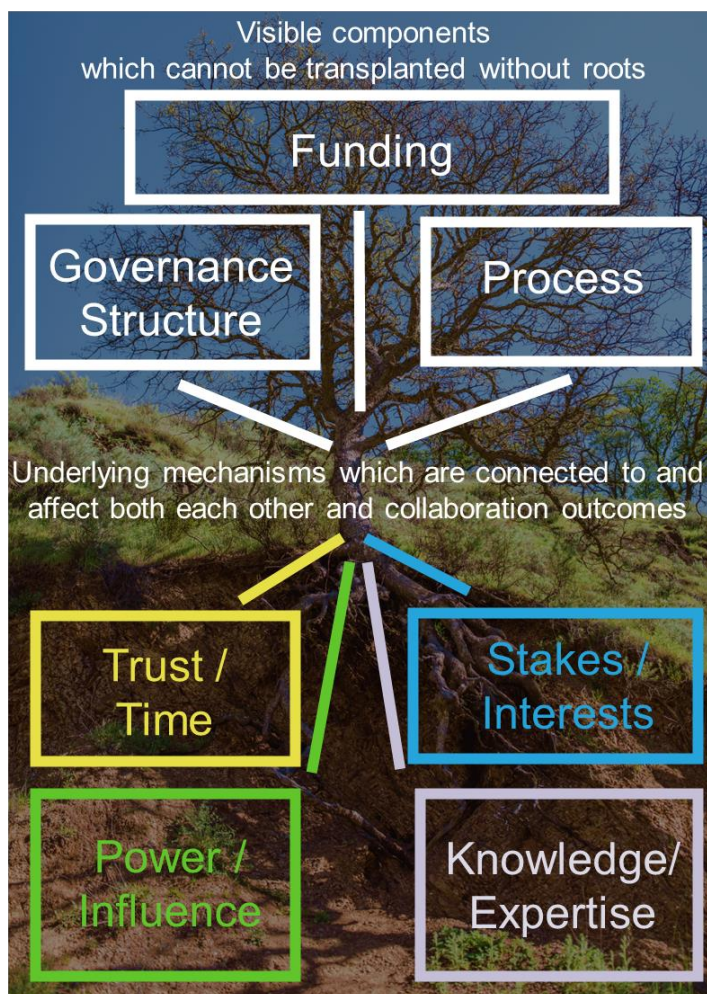 Visible components
which cannot be transplanted without roots
Funding
Governance
Structure
Process
Underlying mechanisms which are connected to and
affect both each other and collaboration outcomes
Trust /
Time
Stakes /
Interests
Power /
Influence
Knowledge/
Expertise